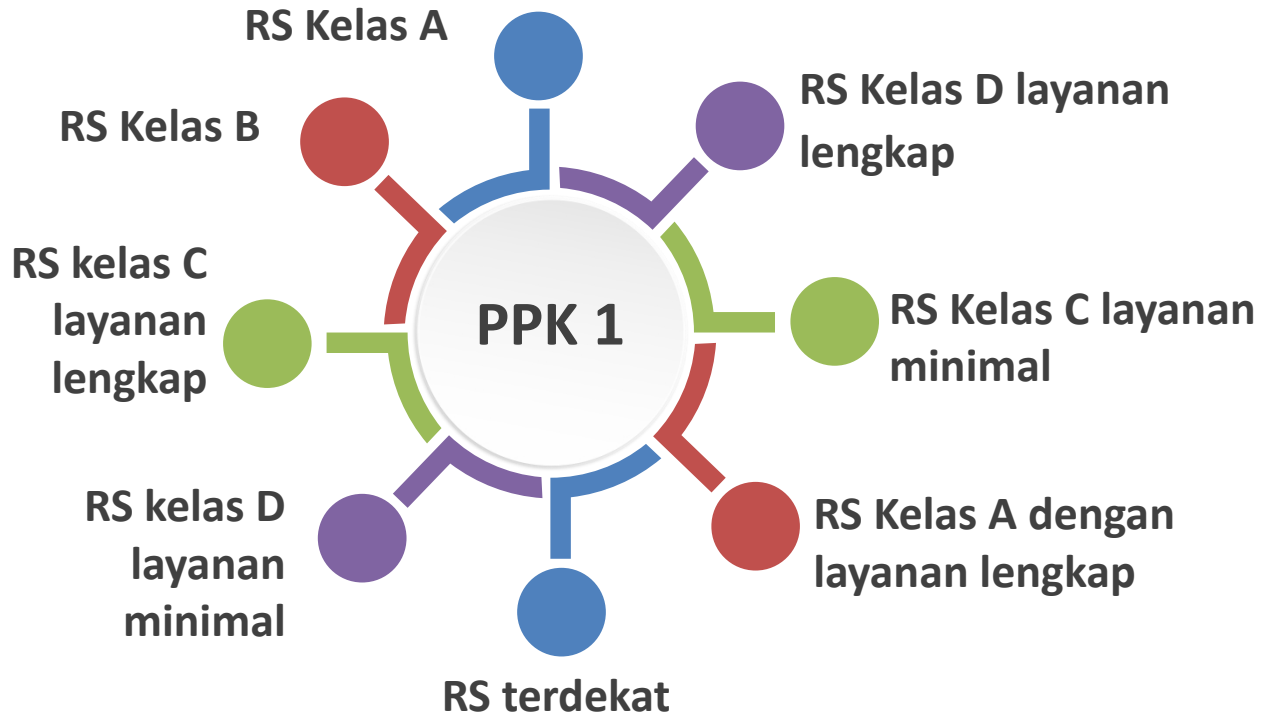 RS Kelas A
RS Kelas D layanan
lengkap
RS Kelas B
RS kelas C
layanan
lengkap
PPK 1
RS Kelas C layanan
minimal
RS kelas D
layanan
minimal
RS Kelas A dengan
layanan lengkap
RS terdekat